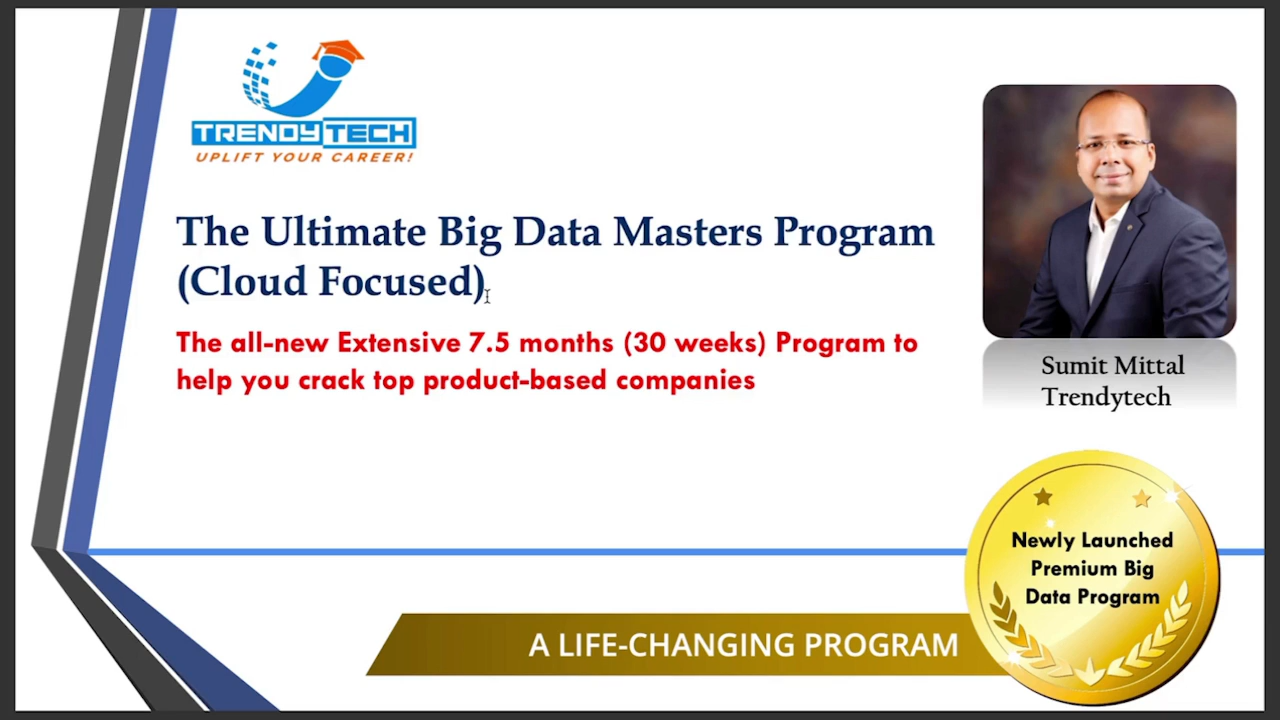 TRENDYTECH
UPLIFT YOUR CAREER!
The Ultimate Big Data Masters Program
(Cloud Focused)
The all-new Extensive 7.5 months (30 weeks) Program to
help you crack top product-based companies
Sumit Mittal
Trendytech
Newly Launched
Premium Big
Data Program
A LIFE-CHANGING PROGRAM